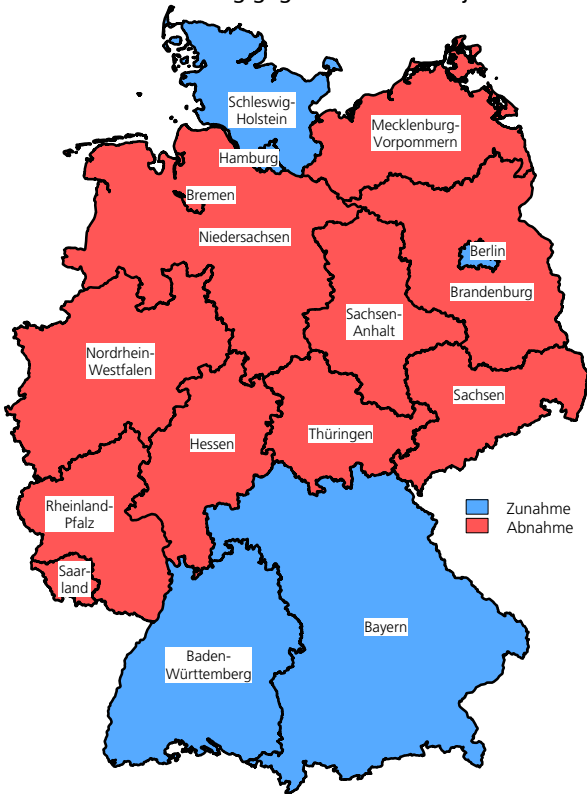 Schleswig-
Holstein
Mecklenburg-
Vorpommern
Hamburg
Bremen
Niedersachsen
Berlin
Brandenburg
Sachsen-
Anhalt
Nordrhein-
Westfalen
Sachsen
Thüringen
Hessen
Rheinland-
Pfalz
Zunahme
Abnahme
Saar-
land
Bayern
Baden-
Württemberg